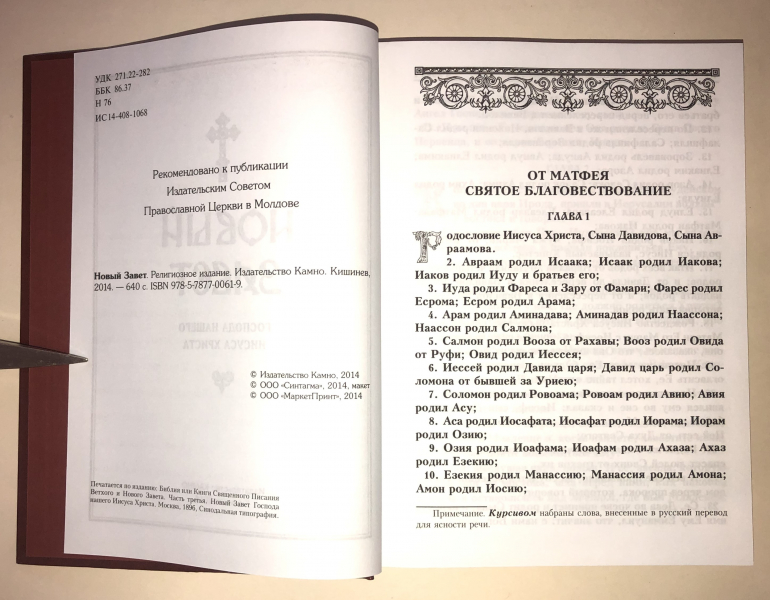 УДК 271.22-282
ББК 86.37
Н 76
ИС14-408-1068
Рекомендовано к публикации
Издательским Советом
Православной Церкви в Молдове
Новый Завет. Религиозное издание. Издательство Камно. Кишинев,
2014. — 640 с. ISBN 978-5-7877-0061-9.
© Издательство Камно, 2014
© ООО «Синтагма», 2014, макет
© ООО «МаркетПринт», 2014
Печатается по изданию: Библия или Книги Священного Писания
Ветхого и Нового Завета. Часть третья. Новый Завет Господа
нашего Иисуса Христа, Москва, 1896, Синодальная типография.
ОТ МАТФЕЯ
СВЯТОЕ БЛАГОВЕСТВОВАНИЕ
ГЛАВА 1
Родословие Иисуса Христа, Сына Давидова, Сына Ав-
раамова.
2. Авраам родил Исаака; Исаак родил Иакова;
Иаков родил Иуду и братьев его;
3. Иуда родил Фареса и Зару от Фамари; Фарес родил
Есрома; Есром родил Арама;
4. Арам родил Аминадава; Аминадав родил Наассона;
Наассон родил Салмона;
5. Салмон родил Вооза от Рахавы; Вооз родил Овида
от Руфи; Овид родил Иессея;
6. Иессей родил Давида царя; Давид царь родил Со-
ломона от бывшей за Уриею;
7. Соломон родил Ровоама; Ровоам родил Авию; Авия
родил Асу;
8. Аса родил Иосафата; Иосафат родил Иорама; Иорам
родил Озию;
9. Озия родил Иоафама; Иоафам родил Ахаза; Ахаз
родил Езекию;
10. Езекия родил Манассию; Манассия родил Амона;
Амон родил Иосию;
Примечание. Курсивом набраны слова, внесенные в русский перевод
для ясности речи.